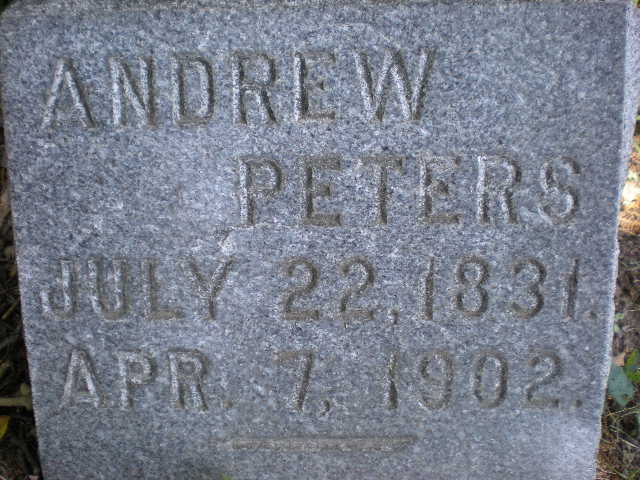 ANDREW
PETERS
JULY 22, 1831.
APR. 7, 1902.